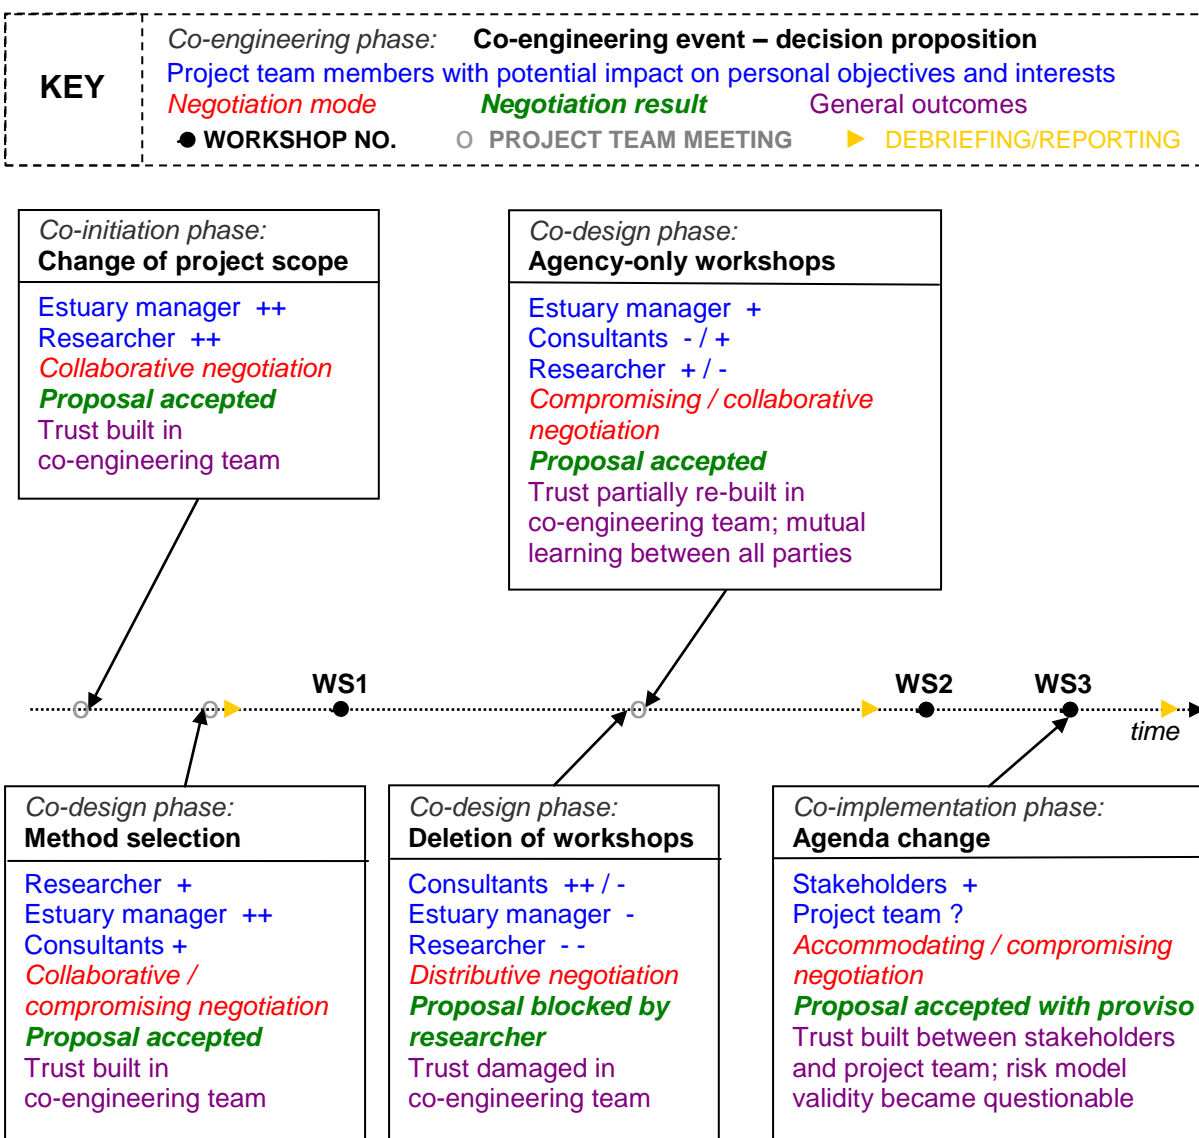 KEY
Co-engineering phase: Co-engineering event – decision proposition
Project team members with potential impact on personal objectives and interests
Negotiation mode Negotiation result General outcomes
WORKSHOP NO. O PROJECT TEAM MEETING DEBRIEFING/REPORTING
Co-initiation phase:
Change of project scope
Estuary manager ++
Researcher ++
Collaborative negotiation
Proposal accepted
Trust built in
co-engineering team
Co-design phase:
Agency-only workshops
Estuary manager +
Consultants - / +
Researcher + / -
Compromising / collaborative
negotiation
Proposal accepted
Trust partially re-built in
co-engineering team; mutual
learning between all parties
WS1
WS2
WS3
time
Co-design phase:
Method selection
Researcher +
Estuary manager ++
Consultants +
Collaborative /
compromising negotiation
Proposal accepted
Trust built in
co-engineering team
Co-design phase:
Deletion of workshops
Consultants ++ / -
Estuary manager -
Researcher - -
Distributive negotiation
Proposal blocked by
researcher
Trust damaged in
co-engineering team
Co-implementation phase:
Agenda change
Stakeholders +
Project team ?
Accommodating / compromising
negotiation
Proposal accepted with proviso
Trust built between stakeholders
and project team; risk model
validity became questionable